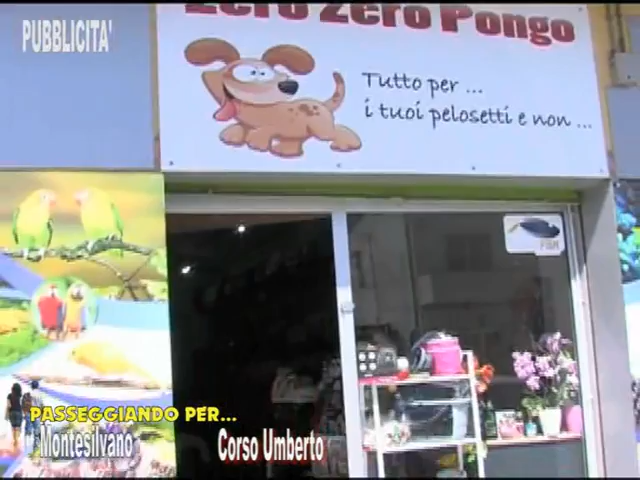 PUBBLICITA'
Zero Zero Pongo
Tutto per ...
i tuoi pelosetti e non ...
PASSEGGIANDO PER...
Montesilvano
Corso Umberto